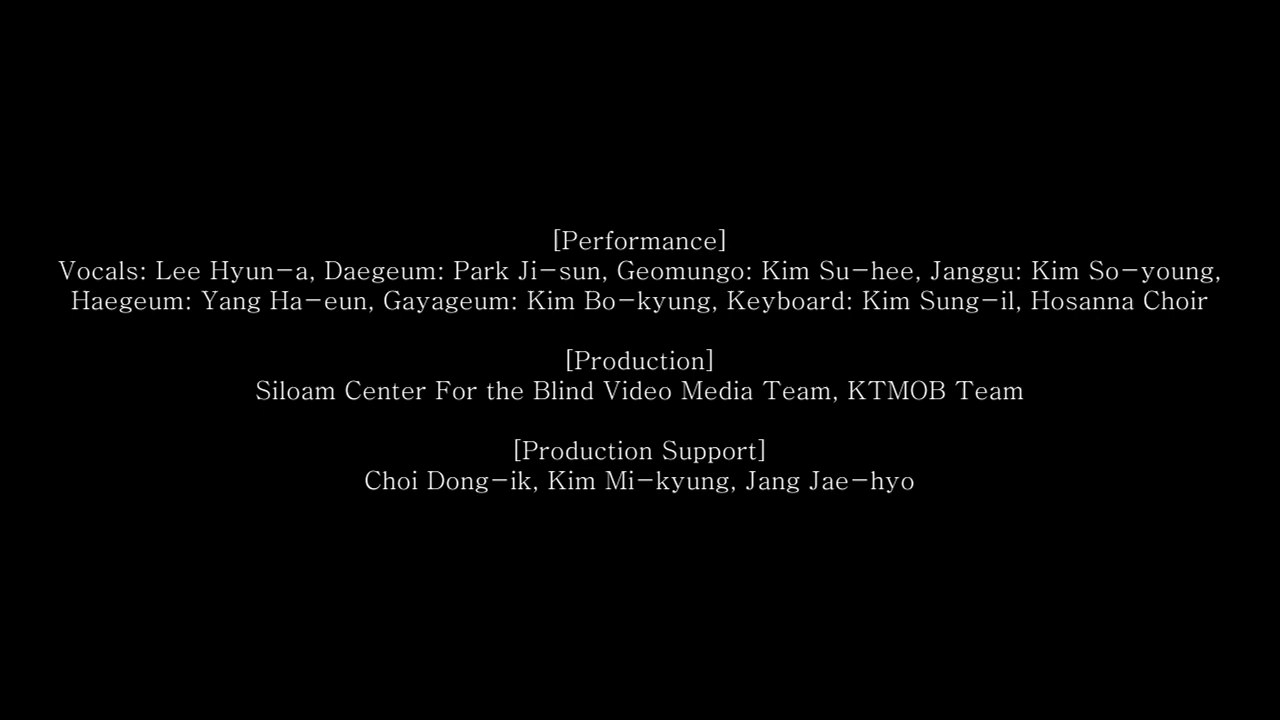 [Performance]
Vocals: Lee Hyun-a, Daegeum: Park Ji-sun, Geomungo: Kim Su-hee, Janggu: Kim So-young,
Haegeum: Yang Ha-eun, Gayageum: Kim Bo-kyung, Keyboard: Kim Sung-il, Hosanna Choir
[Production]
Siloam Center For the Blind Video Media Team, KTMOB Team
[Production Support]
Choi Dong-ik, Kim Mi-kyung, Jang Jae-hyo